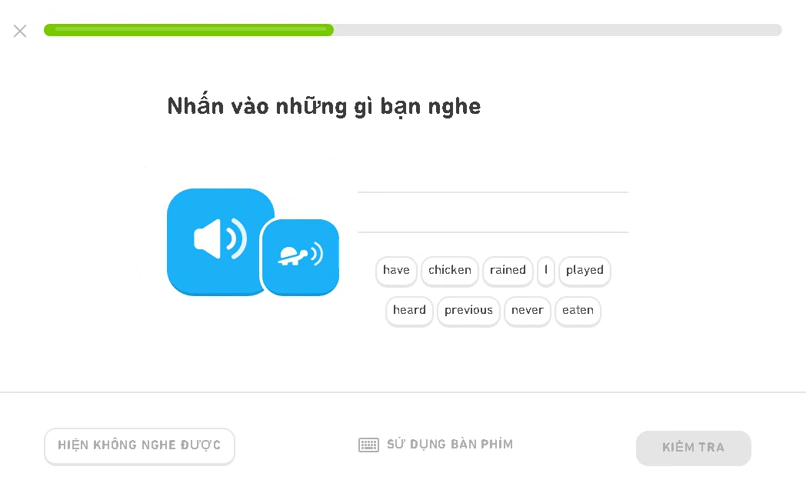 Nhấn vào những gì bạn nghe
have chicken rained I played
heard previous never eaten
HIỆN KHÔNG NGHE ĐƯỢC
SỬ DỤNG BÀN PHÍM
KIỂM TRA